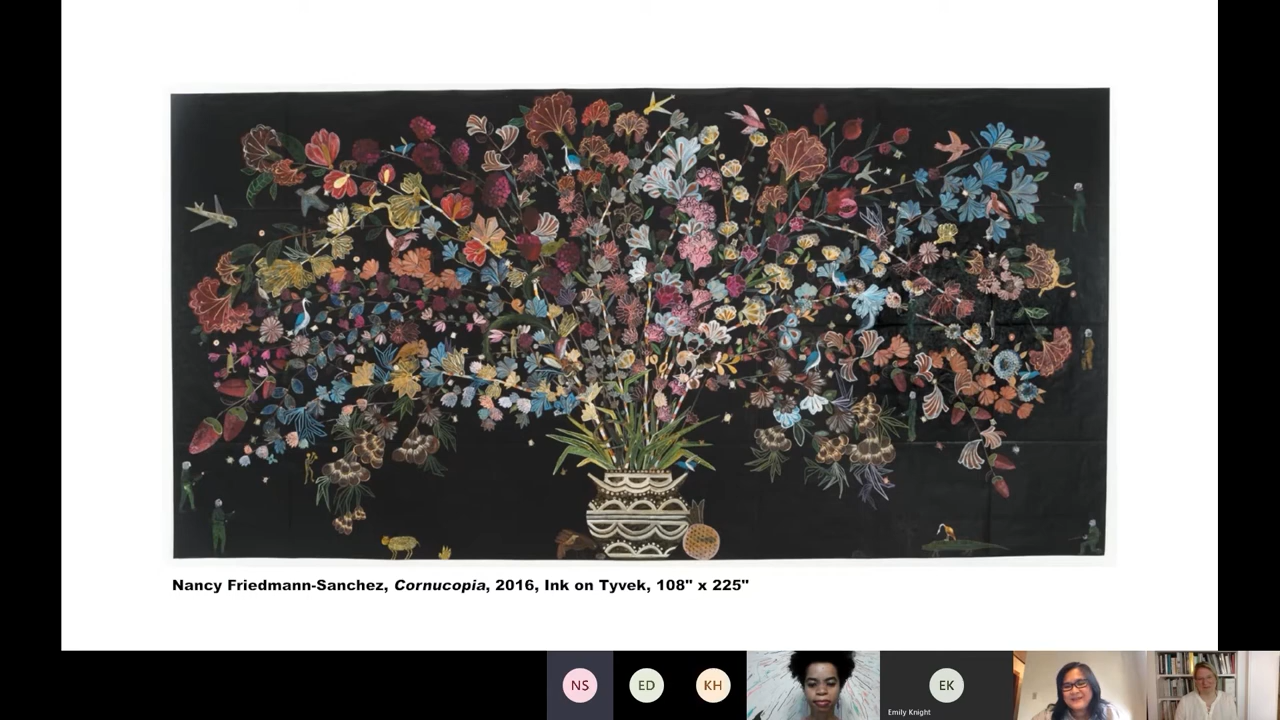 Nancy Friedmann-Sanchez, Cornucopia, 2016, Ink on Tyvek, 108" x 225"
NS
ED
KH
EK
Emily Knight